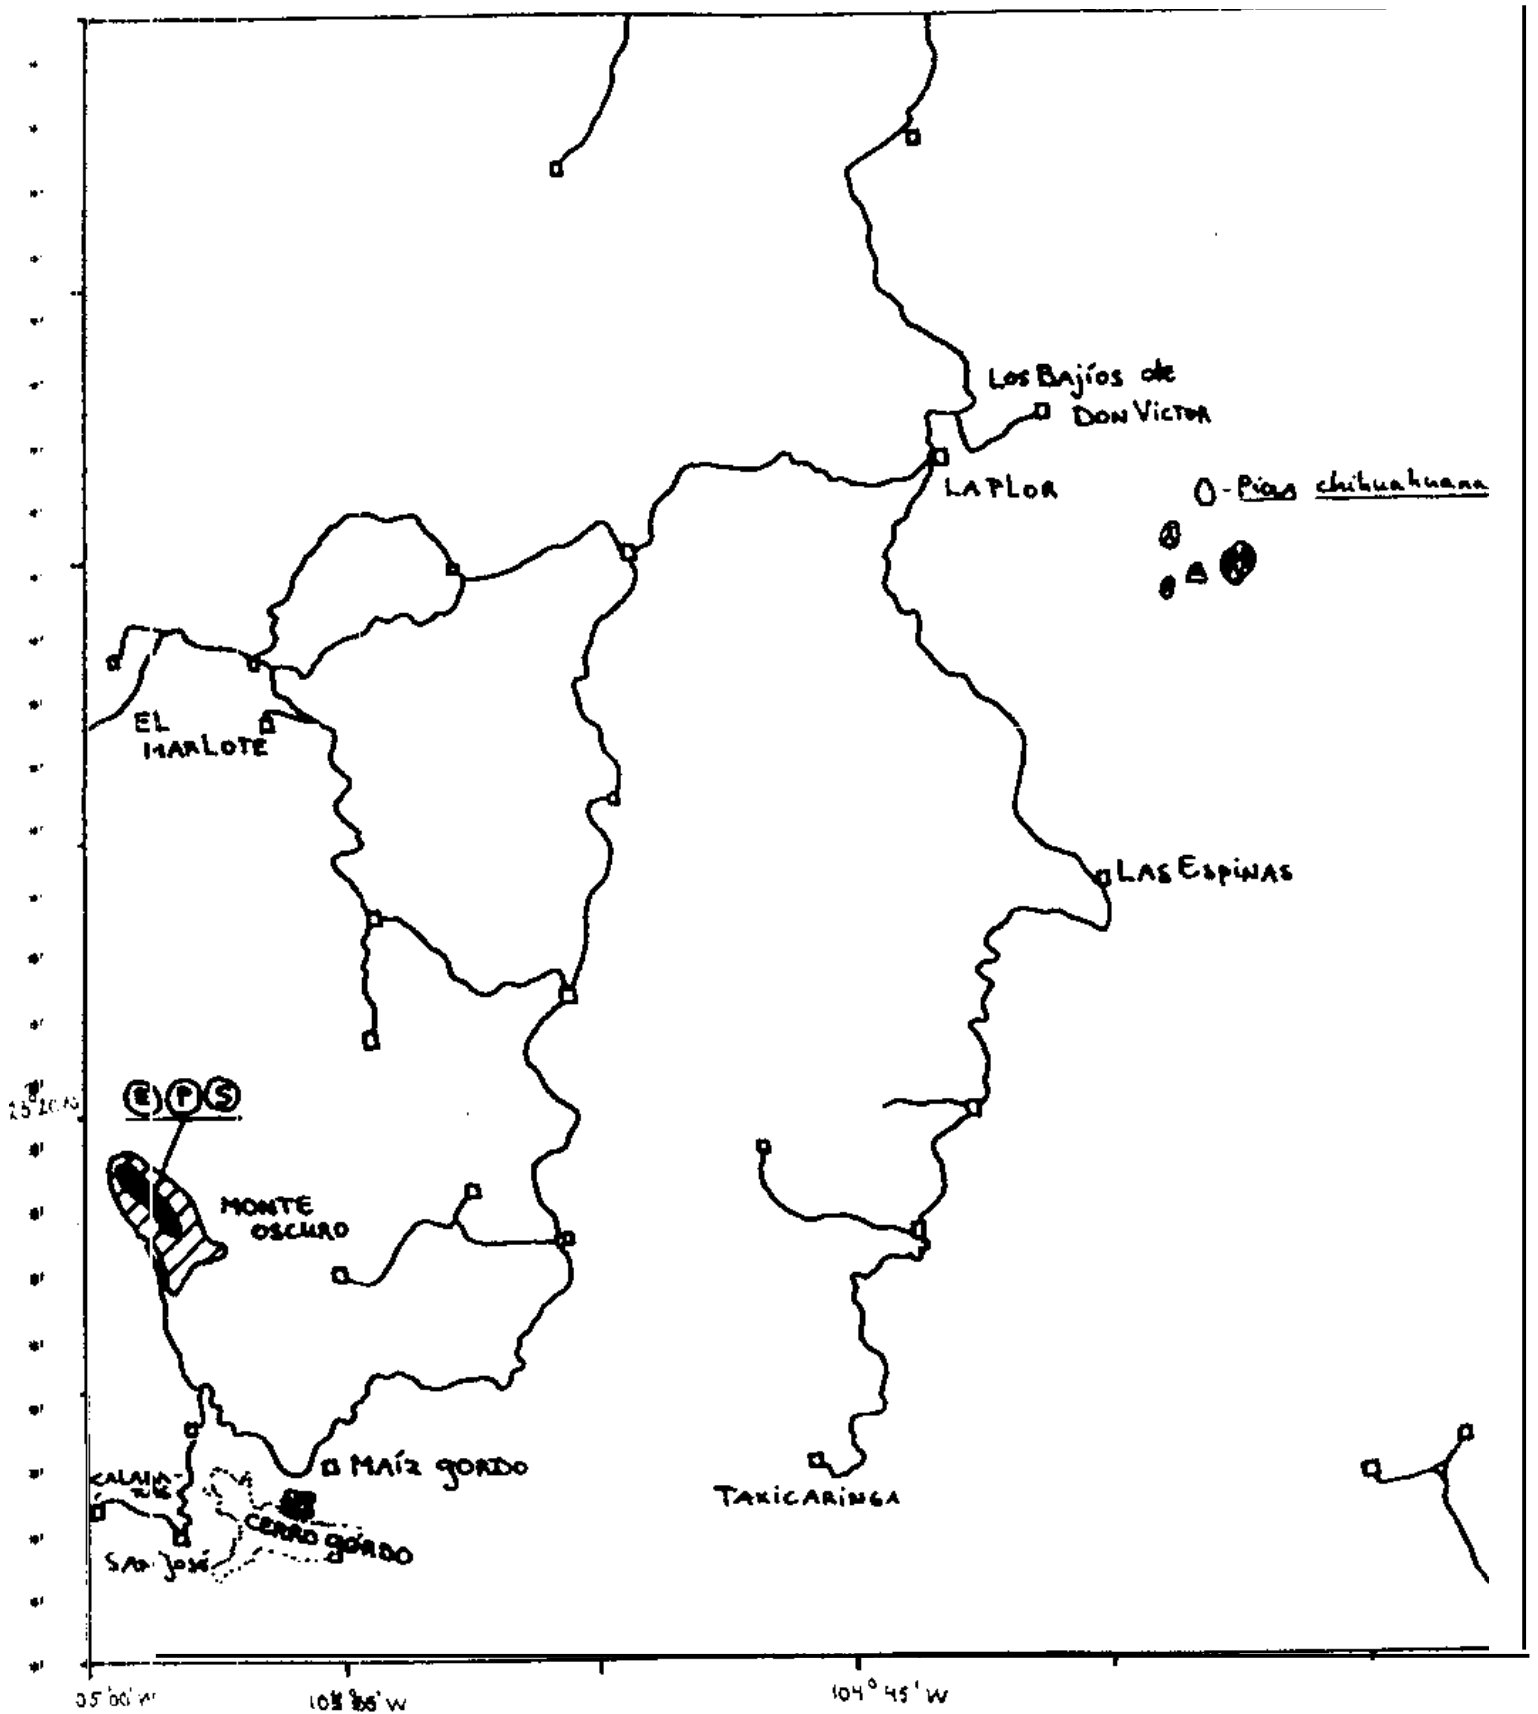 Los Bajíos de
DON VICTOR
LA FLOR
chihuahuana
EL
MARLOTE
LAS ESPINAS
E P S
MONTE
OSCURO
MAÍZ GORDO
TAXICARINGA
CERRO GORDO
SAN JOSÉ
104°45'W